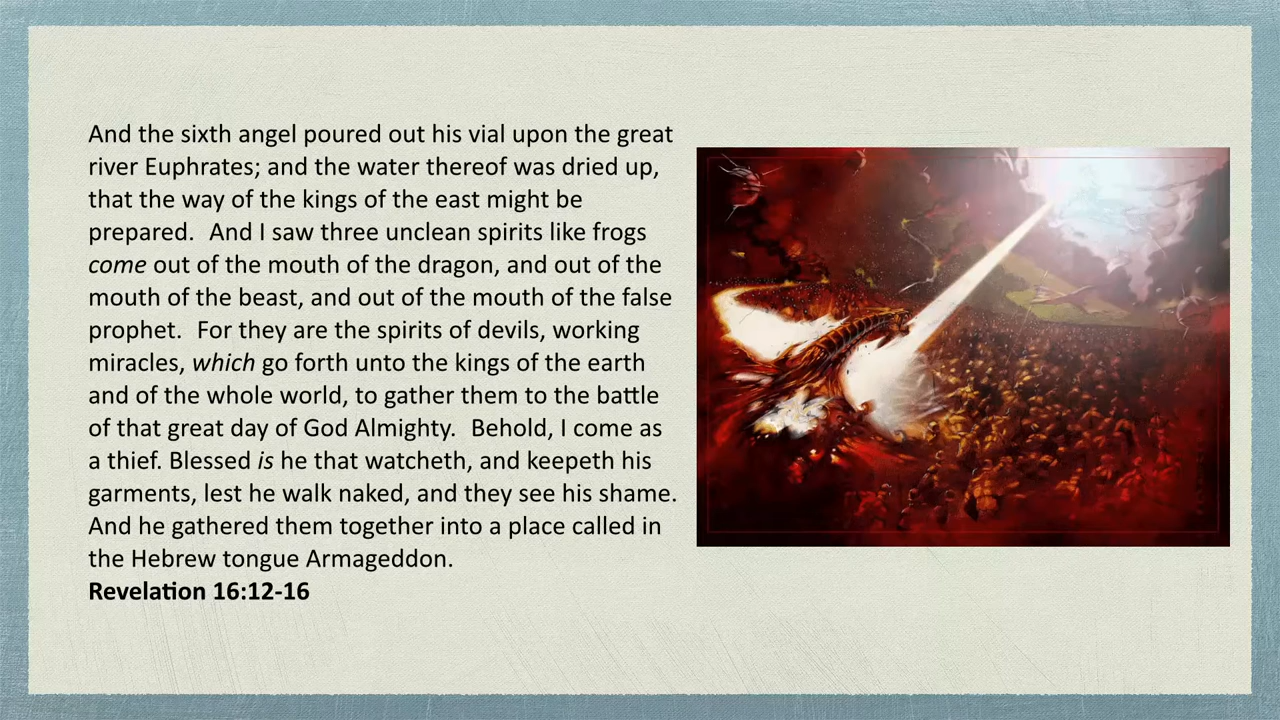 And the sixth angel poured out his vial upon the great
river Euphrates; and the water thereof was dried up,
that the way of the kings of the east might be
prepared.  And I saw three unclean spirits like frogs
come out of the mouth of the dragon, and out of the
mouth of the beast, and out of the mouth of the false
prophet.  For they are the spirits of devils, working
miracles, which go forth unto the kings of the earth
and of the whole world, to gather them to the battle
of that great day of God Almighty.  Behold, I come as
a thief. Blessed is he that watcheth, and keepeth his
garments, lest he walk naked, and they see his shame.
And he gathered them together into a place called in
the Hebrew tongue Armageddon.
Revelation 16:12-16